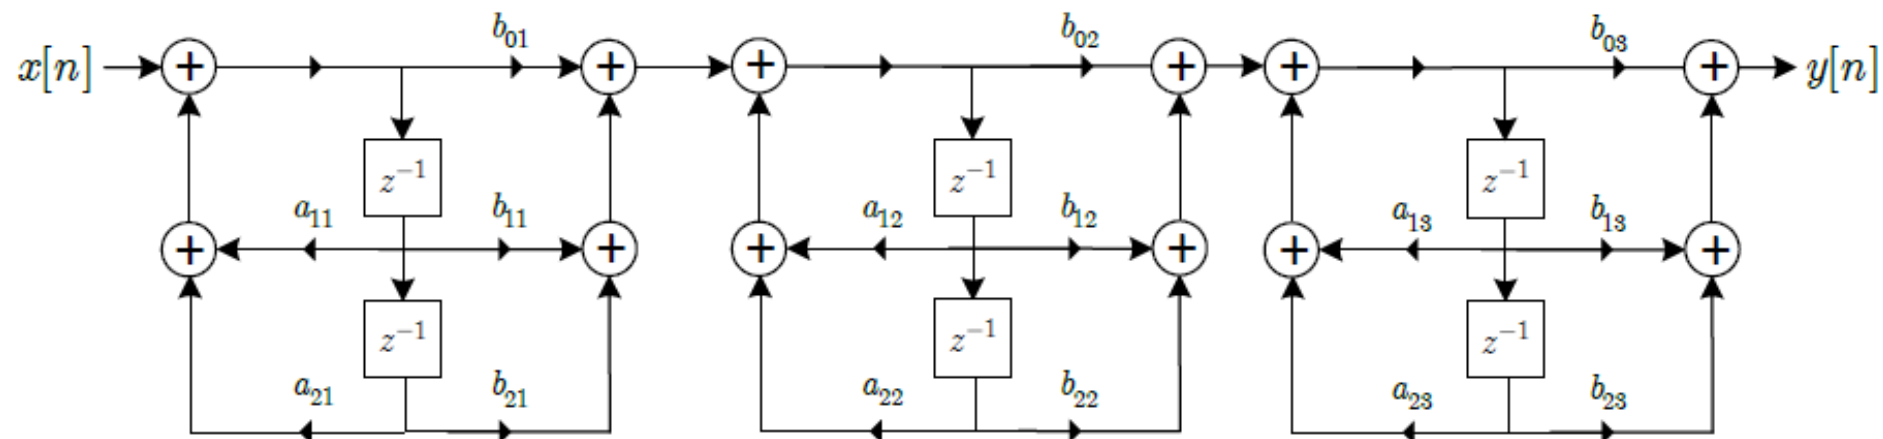 b₀₁ b₀₂ b₀₃
x[n] + + + + + + y[n]
z⁻¹ z⁻¹ z⁻¹
a₁₁ b₁₁ a₁₂ b₁₂ a₁₃ b₁₃
+ + + + + +
z⁻¹ z⁻¹ z⁻¹
a₂₁ b₂₁ a₂₂ b₂₂ a₂₃ b₂₃